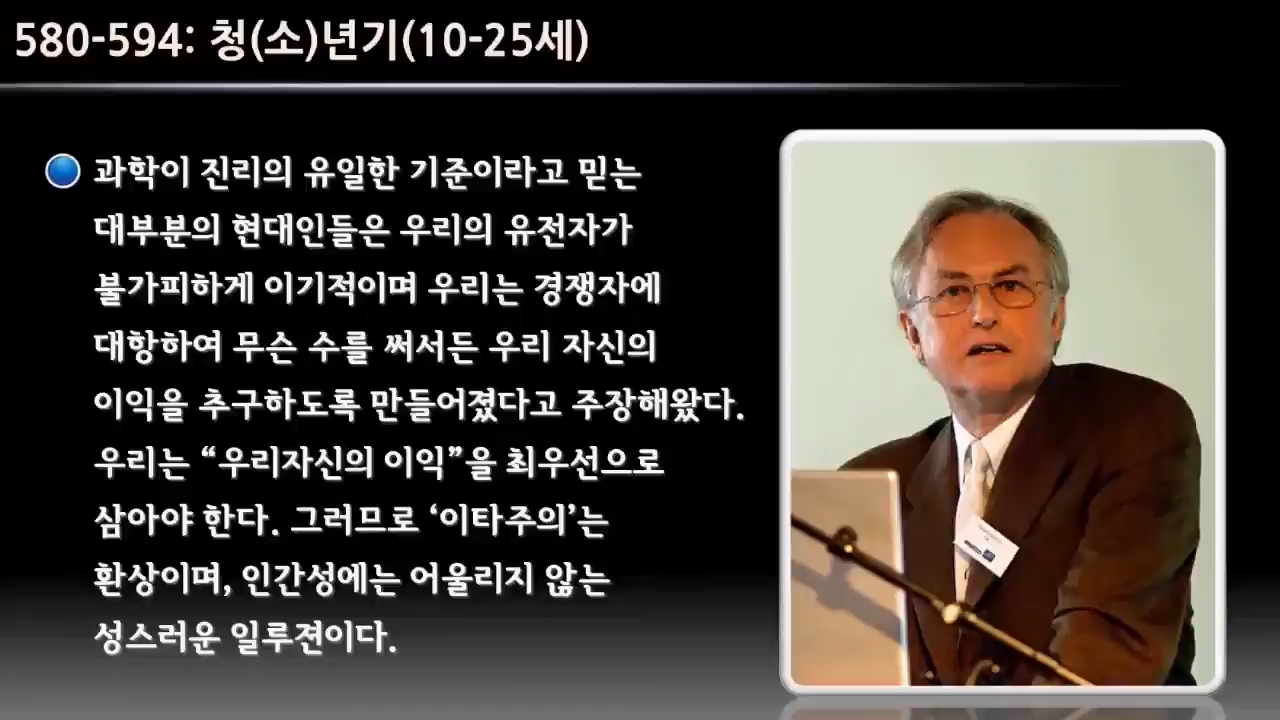 580-594: 청(소)년기(10-25세)
과학이 진리의 유일한 기준이라고 믿는
대부분의 현대인들은 우리의 유전자가
불가피하게 이기적이며 우리는 경쟁자에
대항하여 무슨 수를 써서든 우리 자신의
이익을 추구하도록 만들어졌다고 주장해왔다.
우리는 “우리자신의 이익”을 최우선으로
삼아야 한다. 그러므로 ‘이타주의’는
환상이며, 인간성에는 어울리지 않는
성스러운 일루젼이다.